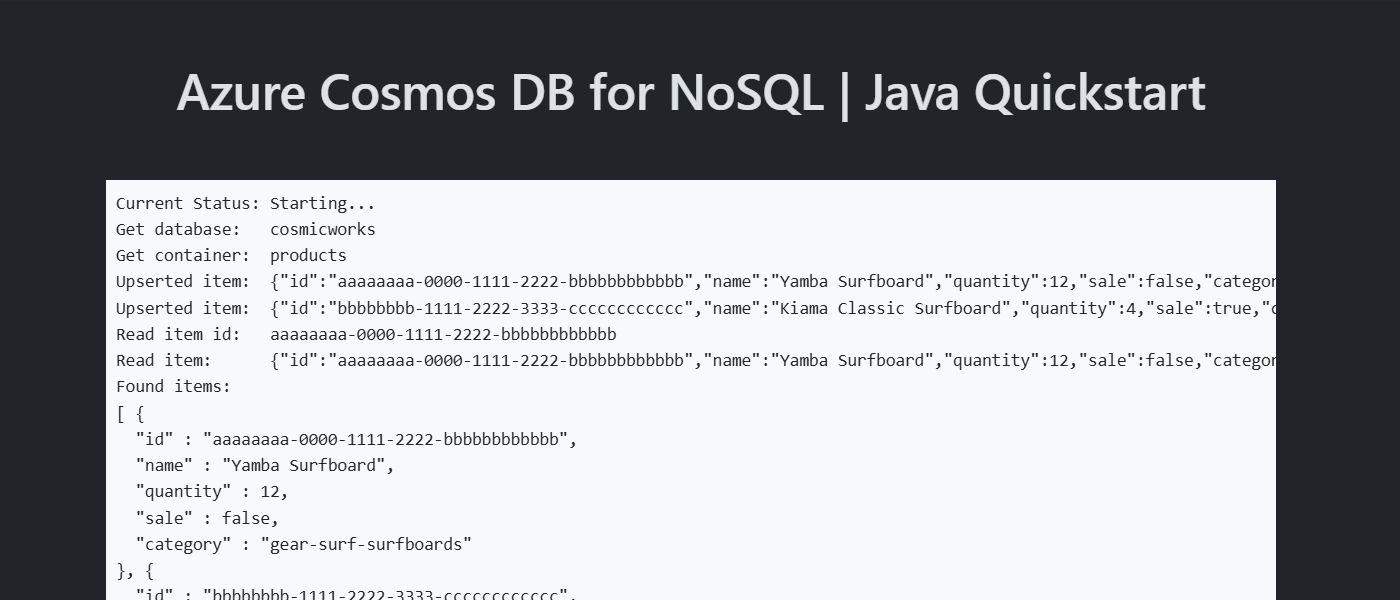 Azure Cosmos DB for NoSQL | Java Quickstart
Current Status: Starting...
Get database:   cosmicworks
Get container:  products
Upserted item:  {"id":"aaaaaaaa-0000-1111-2222-bbbbbbbbbbbb","name":"Yamba Surfboard","quantity":12,"sale":false,"categor
Upserted item:  {"id":"bbbbbbbb-1111-2222-3333-cccccccccccc","name":"Kiama Classic Surfboard","quantity":4,"sale":true,"c
Read item id:   aaaaaaaa-0000-1111-2222-bbbbbbbbbbbb
Read item:      {"id":"aaaaaaaa-0000-1111-2222-bbbbbbbbbbbb","name":"Yamba Surfboard","quantity":12,"sale":false,"categor
Found items:
[ {
  "id" : "aaaaaaaa-0000-1111-2222-bbbbbbbbbbbb",
  "name" : "Yamba Surfboard",
  "quantity" : 12,
  "sale" : false,
  "category" : "gear-surf-surfboards"
}, {
  "id" : "bbbbbbbb-1111-2222-3333-cccccccccccc",